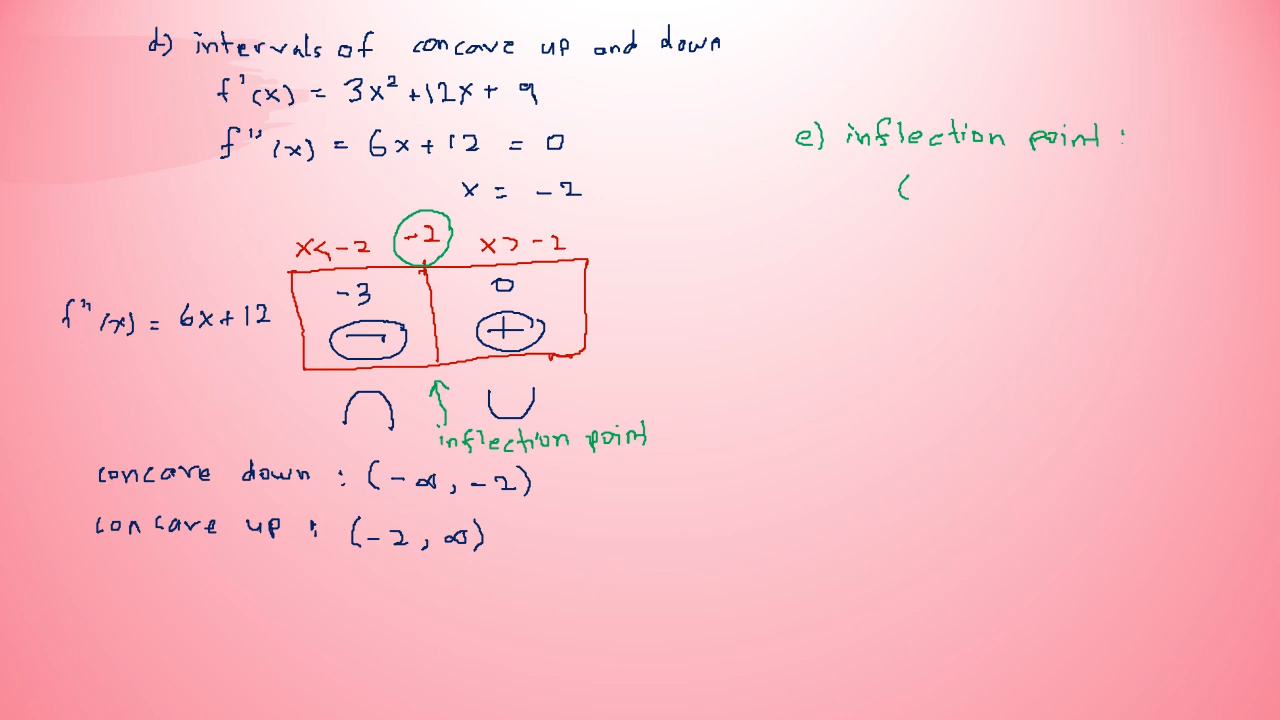 d) intervals of concave up and down
f'(x) = 3x² + 12x + 9
f''(x) = 6x + 12 = 0
x = -2
x < -2 -2 x > -2
-3 0
f''(x) = 6x + 12 - +
inflection point
concave down : (-∞, -2)
concave up : (-2, ∞)
e) inflection point :
(